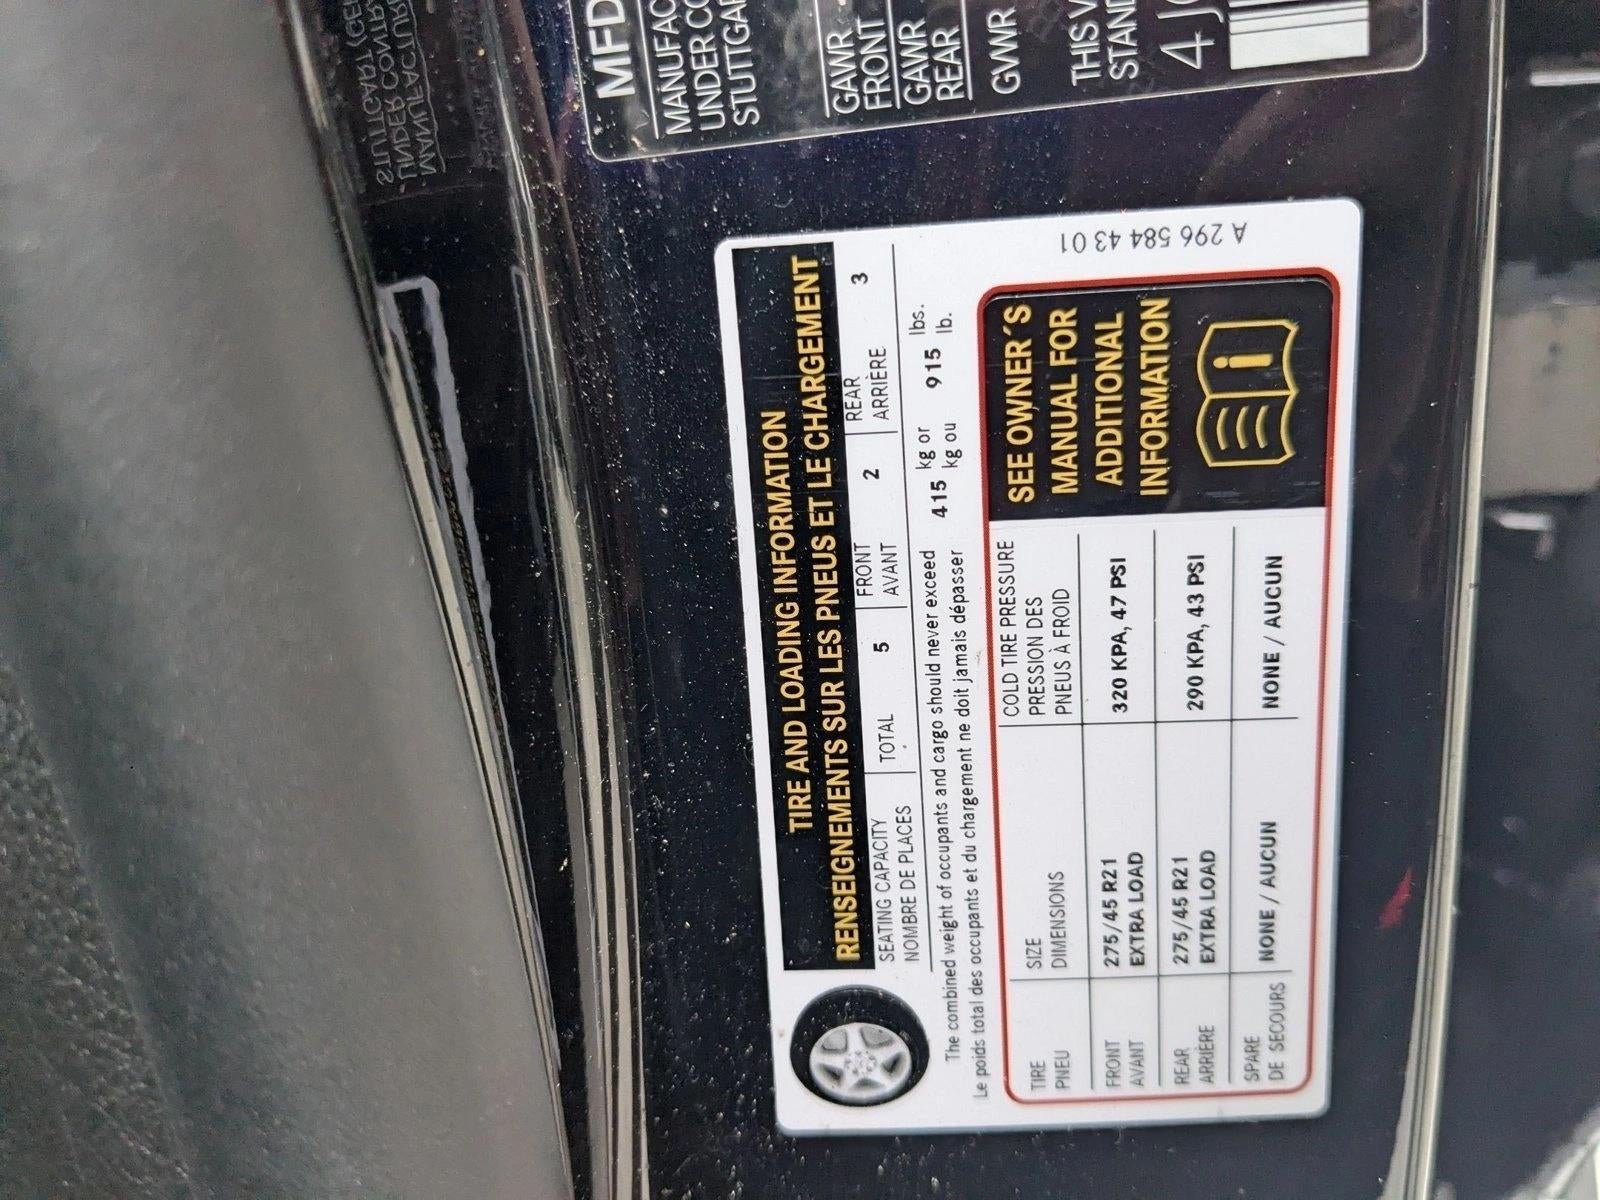 TIRE AND LOADING INFORMATION
RENSEIGNEMENTS SUR LES PNEUS ET LE CHARGEMENT
SEATING CAPACITY
NOMBRE DE PLACES
TOTAL 5
FRONT
AVANT
2
REAR
ARRIÈRE
3
The combined weight of occupants and cargo should never exceed 415 kg or 915 lbs.
Le poids total des occupants et du chargement ne doit jamais dépasser kg ou lb.
TIRE
PNEU
SIZE
DIMENSIONS
COLD TIRE PRESSURE
PRESSION DES
PNEUS À FROID
FRONT
AVANT
275/45 R21
EXTRA LOAD
320 KPA, 47 PSI
REAR
ARRIÈRE
275/45 R21
EXTRA LOAD
290 KPA, 43 PSI
SPARE
DE SECOURS
NONE / AUCUN
NONE / AUCUN
SEE OWNER´S
MANUAL FOR
ADDITIONAL
INFORMATION
i
A 296 584 43 01
MFD
MANUFAC
UNDER CO
STUTTGA
GAWR
FRONT
GAWR
REAR
GVWR
THIS V
STAND
4 J